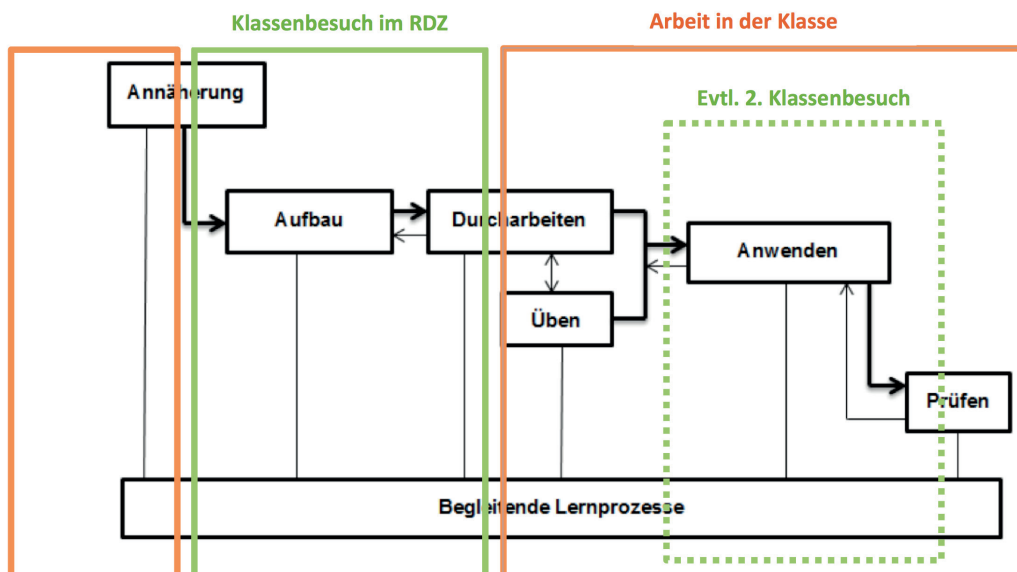 Klassenbesuch im RDZ
Arbeit in der Klasse
Annäherung
Evtl. 2. Klassenbesuch
Aufbau
Durcharbeiten
Anwenden
Üben
Prüfen
Begleitende Lernprozesse